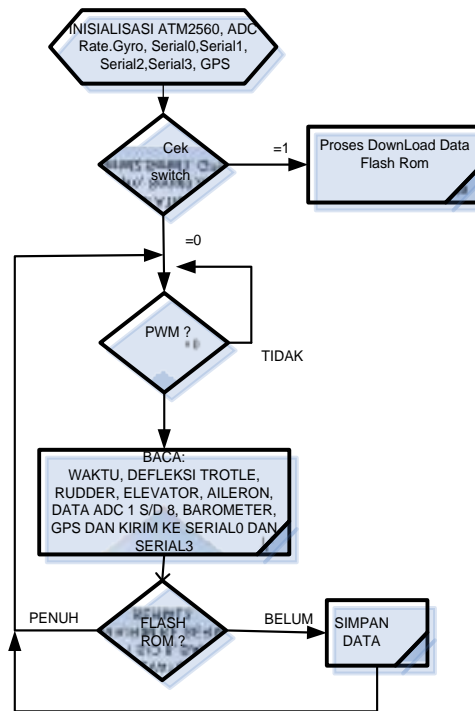 INISIALISASI ATM2560, ADC
Rate.Gyro, Serial0,Serial1,
Serial2,Serial3, GPS
Cek
switch
=1
Proses DownLoad Data
Flash Rom
=0
PWM ?
TIDAK
BACA:
WAKTU, DEFLEKSI TROTLE,
RUDDER, ELEVATOR, AILERON,
DATA ADC 1 S/D 8, BAROMETER,
GPS DAN KIRIM KE SERIAL0 DAN
SERIAL3
PENUH
FLASH
ROM ?
BELUM
SIMPAN
DATA